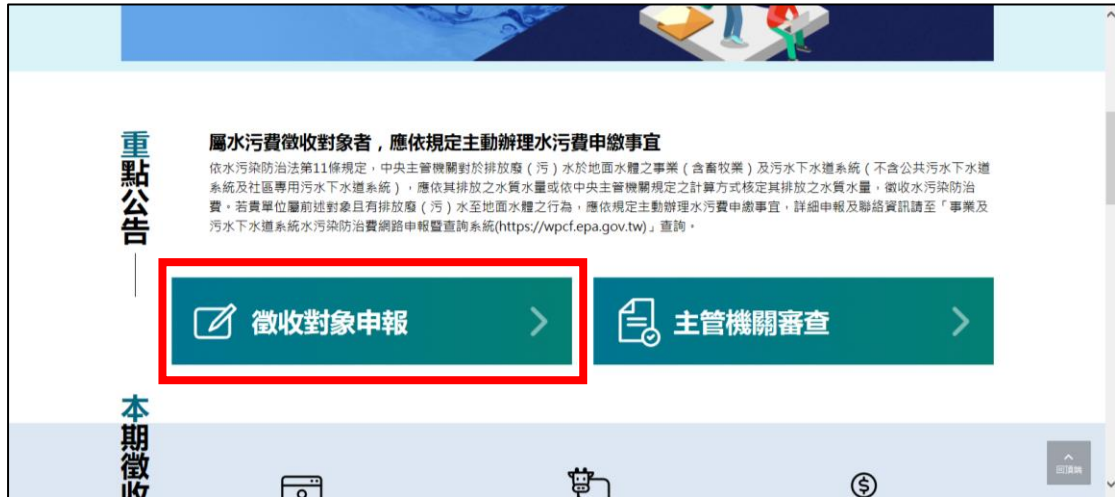 重點公告
屬水污費徵收對象者，應依規定主動辦理水污費申繳事宜
依水污染防治法第11條規定，中央主管機關對於排放廢（污）水於地面水體之事業（含畜牧業）及污水下水道系統（不含公共污水下水道
系統及社區專用污水下水道系統），應依其排放之水質水量或依中央主管機關規定之計算方式核定其排放之水質水量，徵收水污染防治
費。若貴單位屬前述對象且有排放廢（污）水至地面水體之行為，應依規定主動辦理水污費申繳事宜，詳細申報及聯絡資訊請至「事業及
污水下水道系統水污染防治費網路申報暨查詢系統(https://wpcf.epa.gov.tw)」查詢。
徵收對象申報
主管機關審查
本期徵收
回頂端